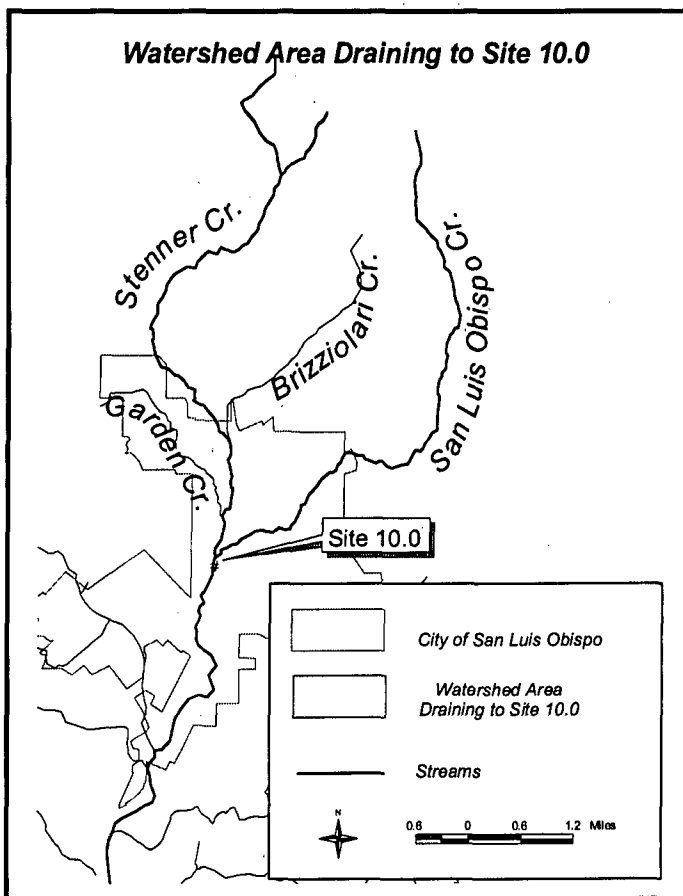 Watershed Area Draining to Site 10.0
Stenner Cr.
Brizziolari Cr.
San Luis Obispo Cr.
Garden Cr.
Site 10.0
City of San Luis Obispo
Watershed Area
Draining to Site 10.0
Streams
N
0.6 0 0.6 1.2 Miles